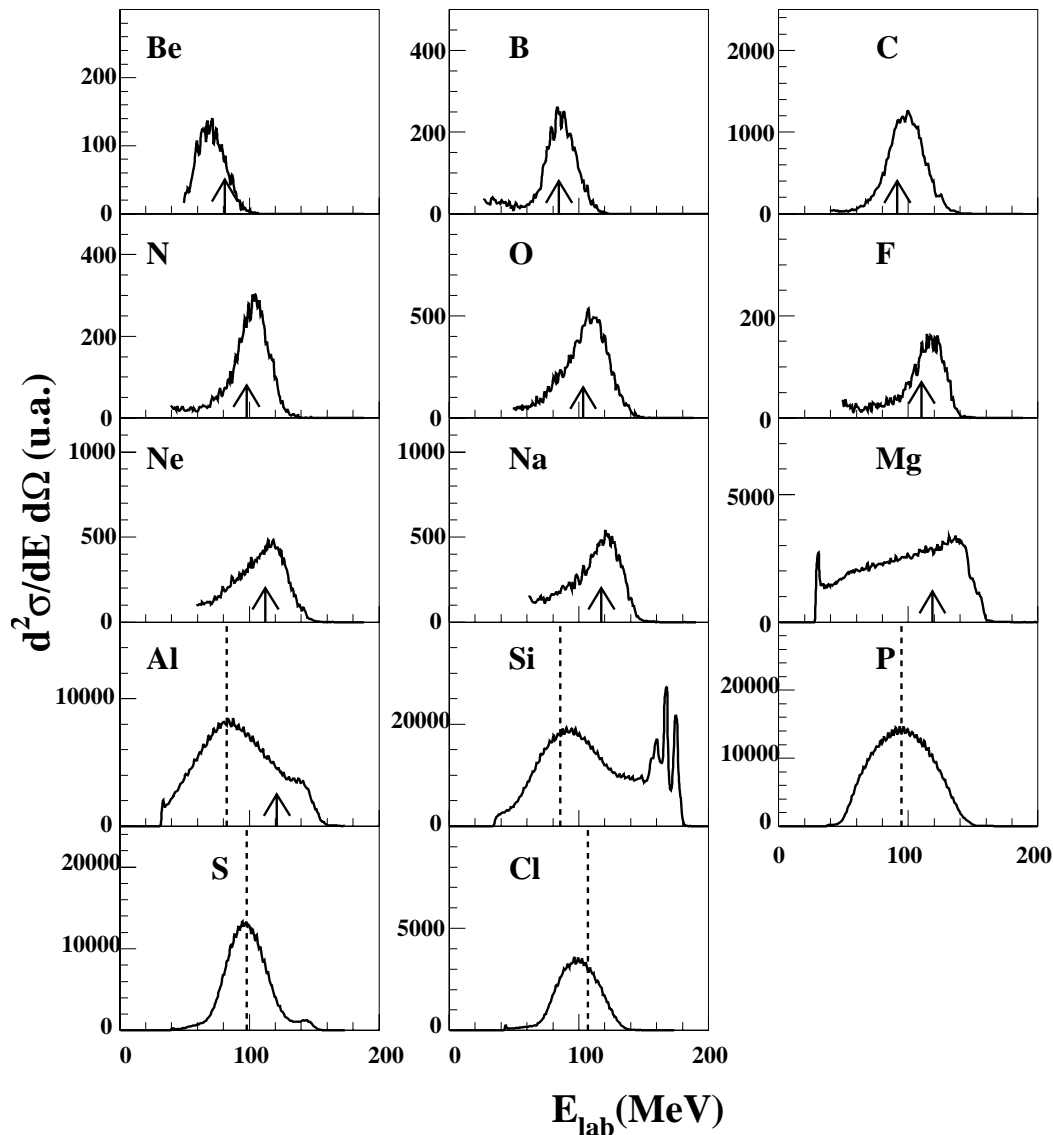 Be B C
200 400 2000
100 200 1000
0 0 0
N O F
400 500 200
200
0 0 0
Ne Na Mg
1000 1000 5000
500 500
0 0 0
Al Si P
10000 20000 20000
10000
0 0 0
0 100 200
S Cl
20000 5000
10000
0 0
0 100 200 0 100 200
d²σ/dE dΩ (u.a.)
E_lab(MeV)